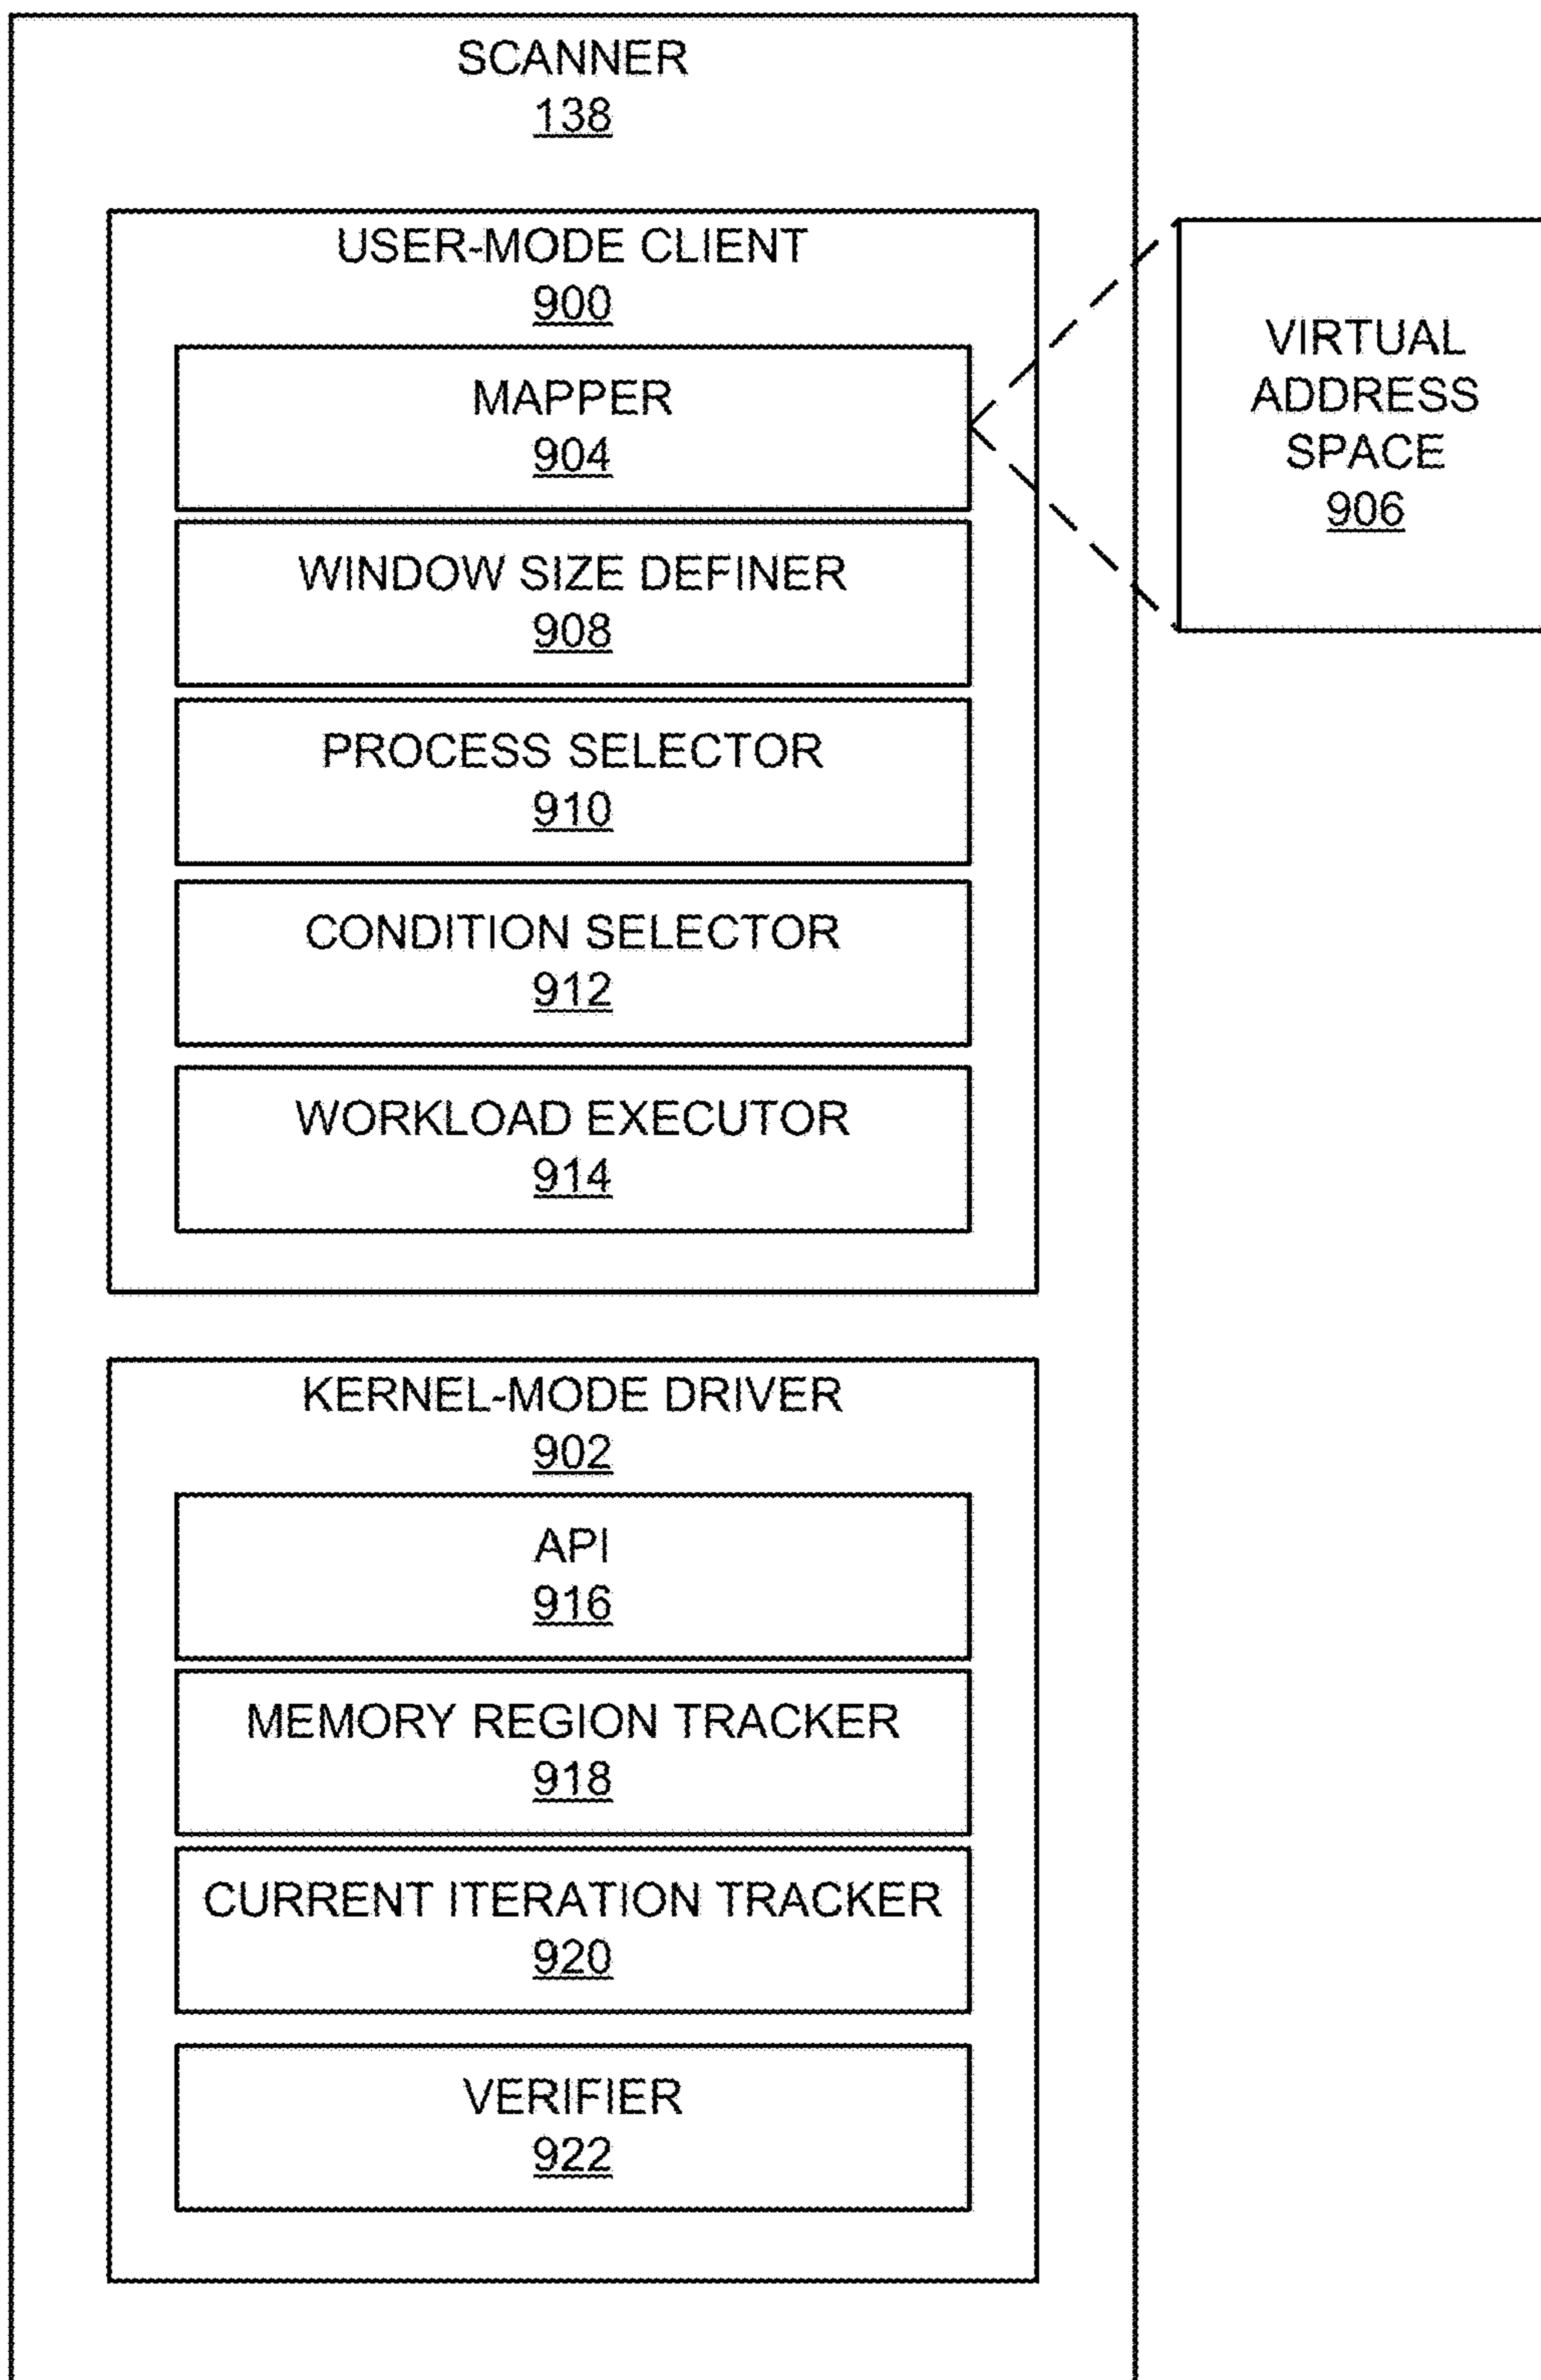 SCANNER
138
USER-MODE CLIENT
900
MAPPER
904
VIRTUAL
ADDRESS
SPACE
906
WINDOW SIZE DEFINER
908
PROCESS SELECTOR
910
CONDITION SELECTOR
912
WORKLOAD EXECUTOR
914
KERNEL-MODE DRIVER
902
API
916
MEMORY REGION TRACKER
918
CURRENT ITERATION TRACKER
920
VERIFIER
922